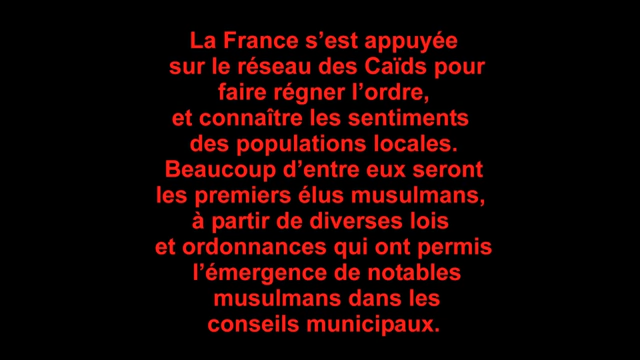 La France s’est appuyée
sur le réseau des Caïds pour
faire régner l’ordre,
et connaître les sentiments
des populations locales.
Beaucoup d’entre eux seront
les premiers élus musulmans,
à partir de diverses lois
et ordonnances qui ont permis
l’émergence de notables
musulmans dans les
conseils municipaux.